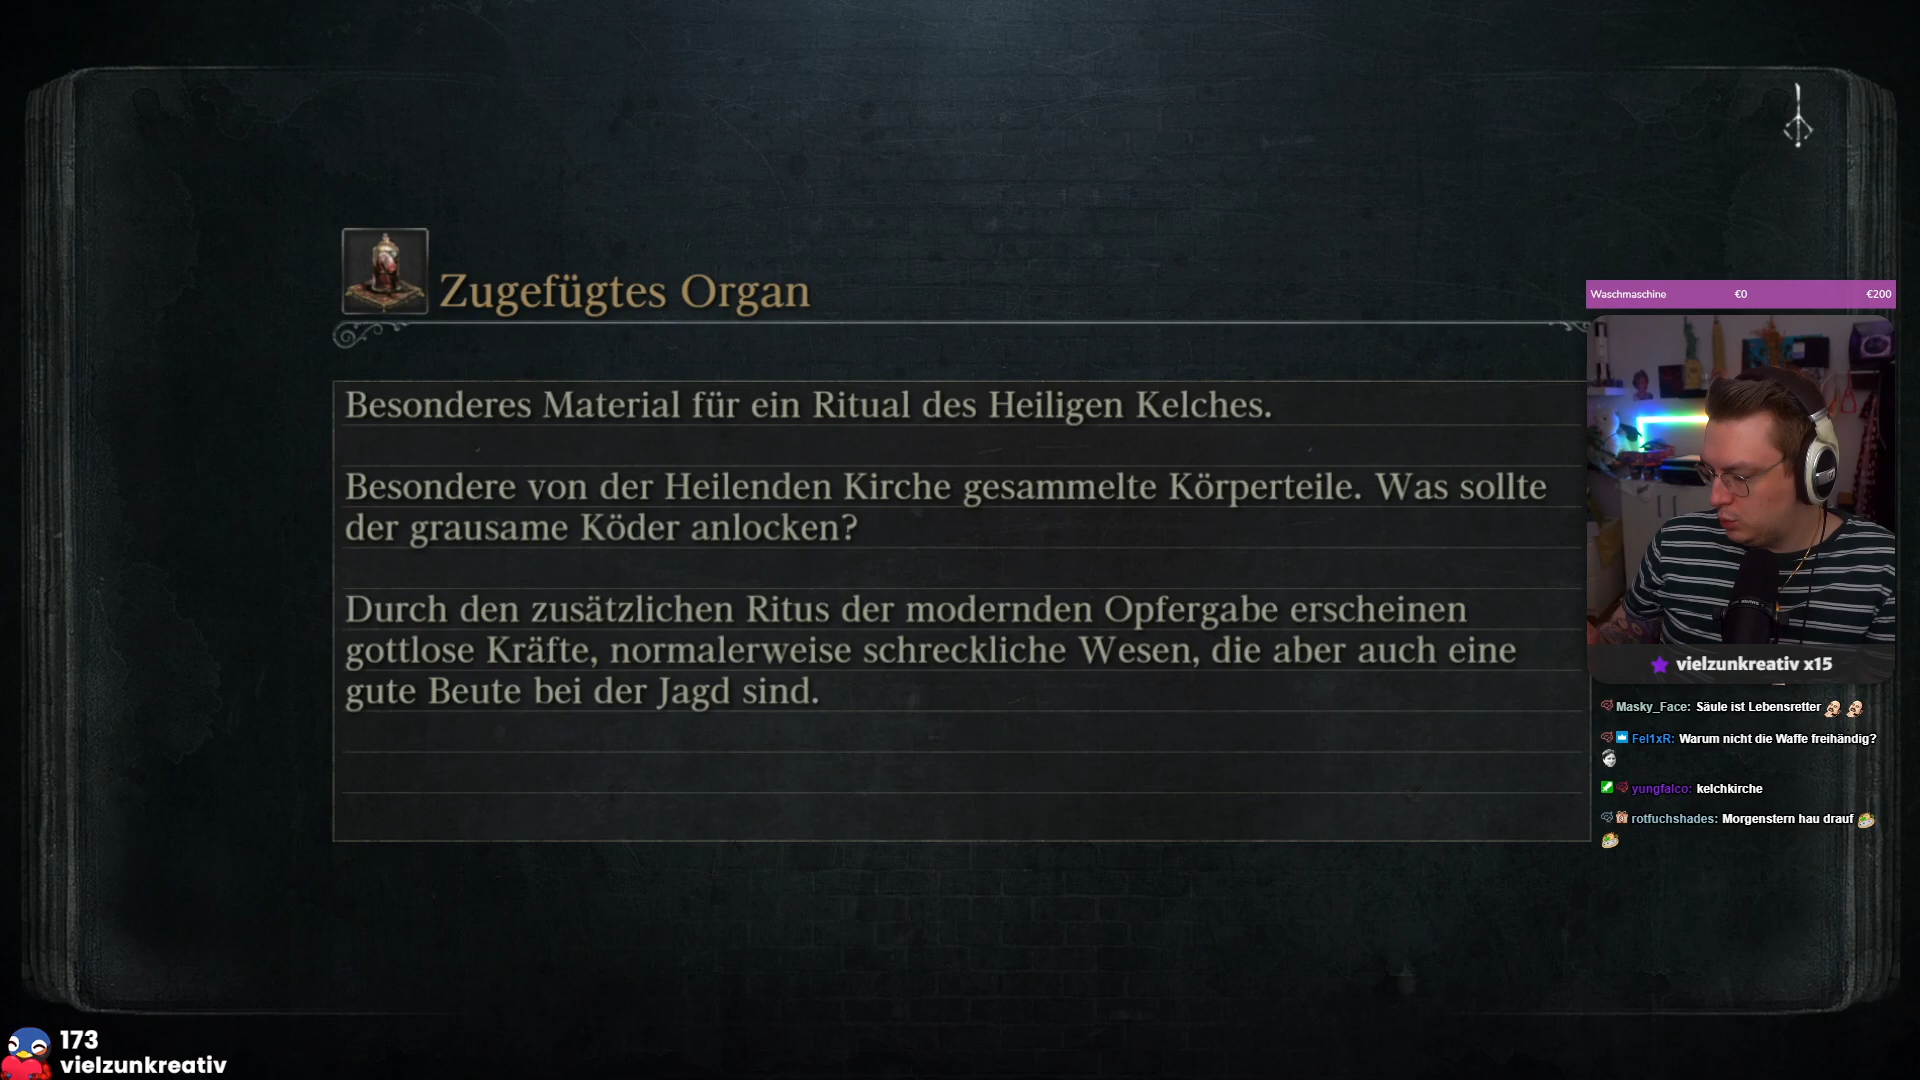 Zugefügtes Organ
Besonderes Material für ein Ritual des Heiligen Kelches.
Besondere von der Heilenden Kirche gesammelte Körperteile. Was sollte
der grausame Köder anlocken?
Durch den zusätzlichen Ritus der modernden Opfergabe erscheinen
gottlose Kräfte, normalerweise schreckliche Wesen, die aber auch eine
gute Beute bei der Jagd sind.
Waschmaschine €0 €200
vielzunkreativ x15
Masky_Face: Säule ist Lebensretter
Fel1xR: Warum nicht die Waffe freihändig?
yungfalco: kelchkirche
rotfuchshades: Morgenstern hau drauf
173
vielzunkreativ